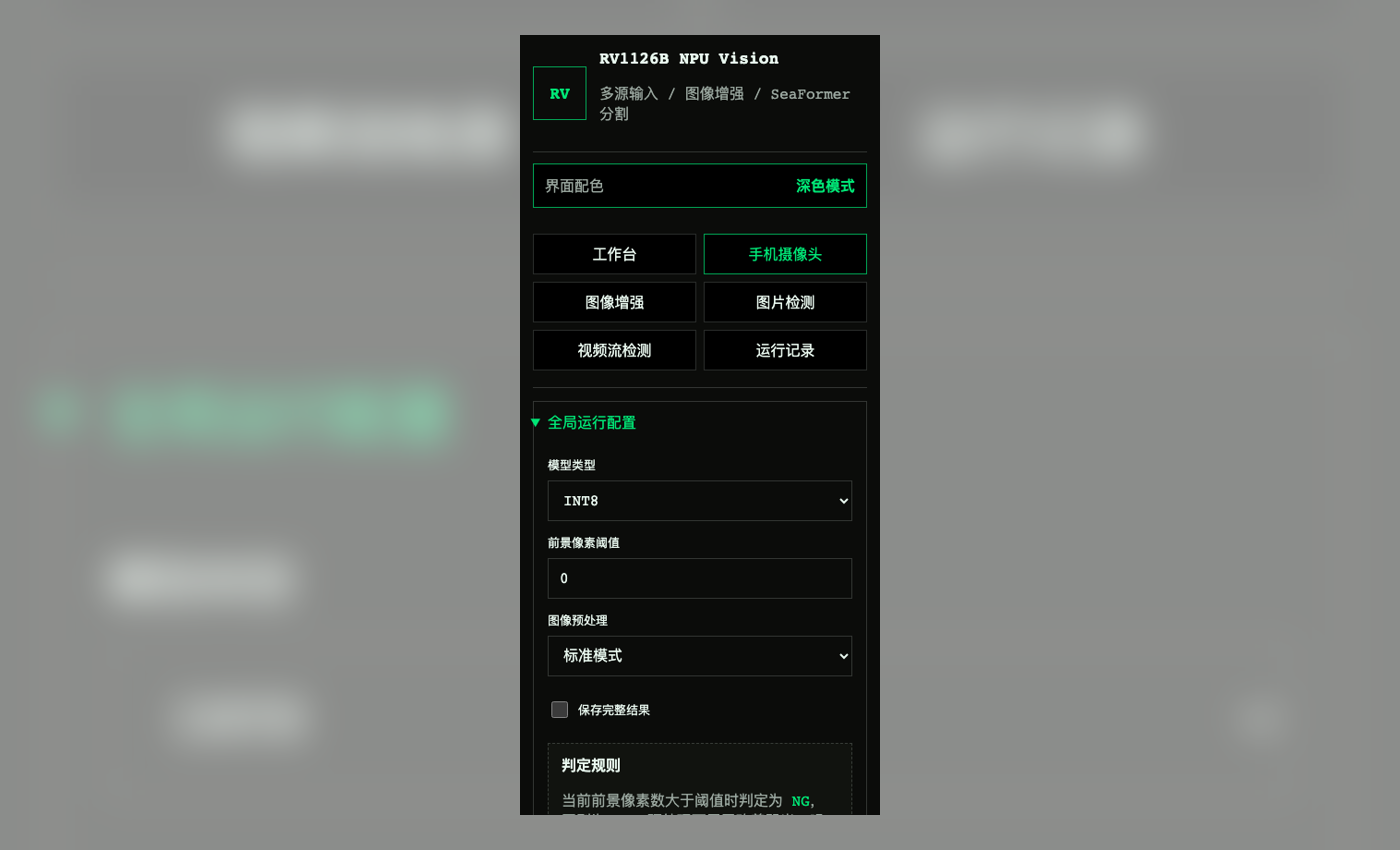 RV1126B NPU Vision
RV
多源输入 / 图像增强 / SeaFormer
分割
界面配色
深色模式
工作台
手机摄像头
图像增强
图片检测
视频流检测
运行记录
▼ 全局运行配置
模型类型
INT8
前景像素阈值
0
图像预处理
标准模式
保存完整结果
判定规则
当前前景像素数大于阈值时判定为 NG，